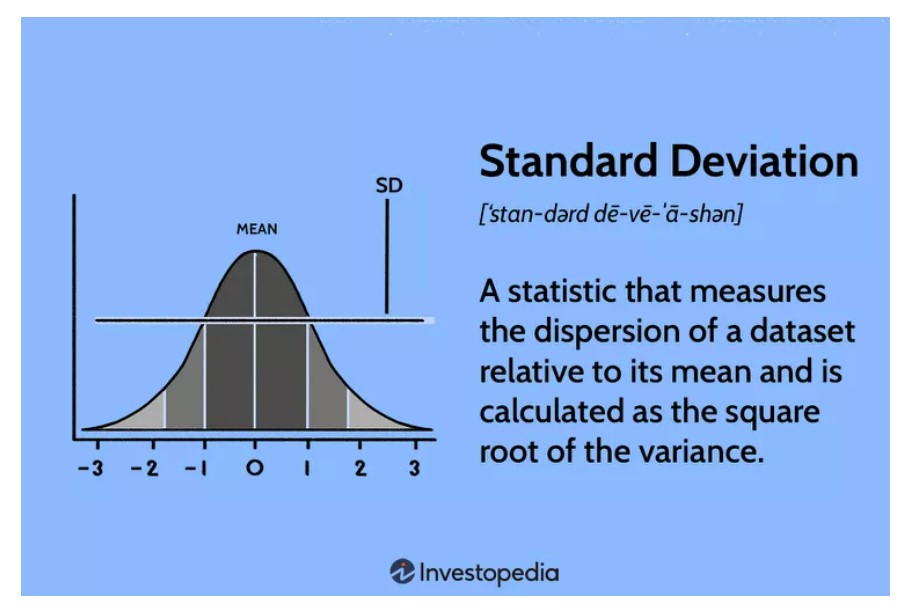 Standard Deviation
['stan-dərd dē-vē-ˈā-shən]
A statistic that measures
the dispersion of a dataset
relative to its mean and is
calculated as the square
root of the variance.
SD
MEAN
-3 -2 -1 0 1 2 3
Investopedia